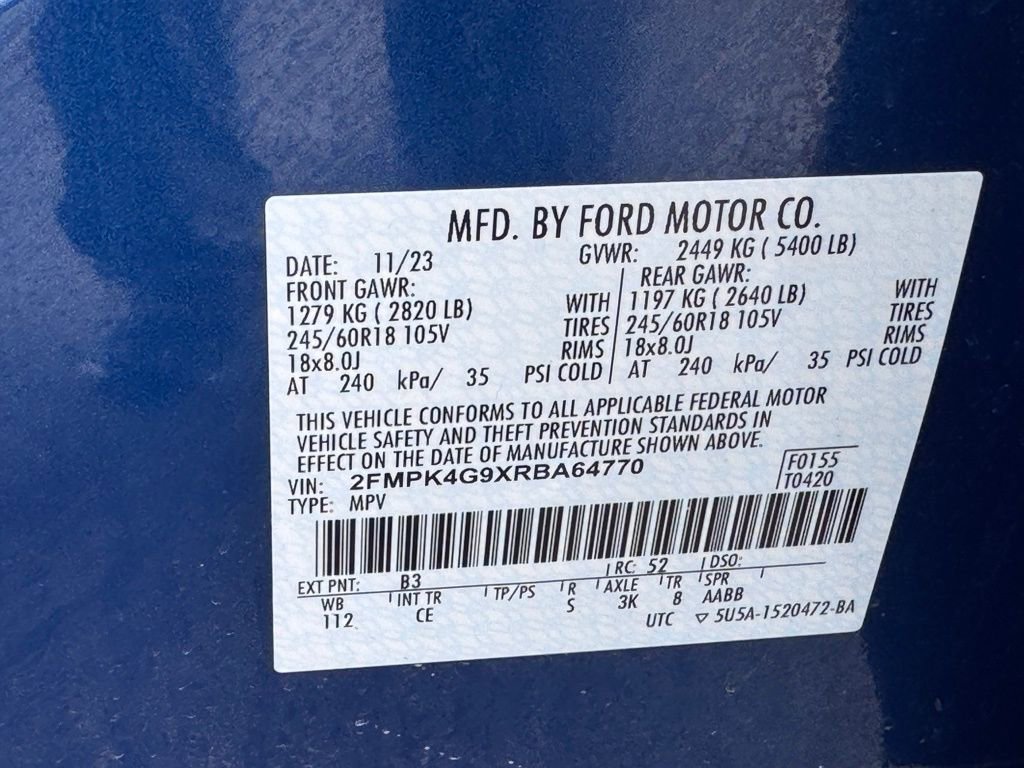 MFD. BY FORD MOTOR CO.
DATE: 11/23 GVWR: 2449 KG ( 5400 LB)
FRONT GAWR: REAR GAWR:
1279 KG ( 2820 LB) WITH 1197 KG ( 2640 LB) WITH
245/60R18 105V TIRES 245/60R18 105V TIRES
18x8.0J RIMS 18x8.0J RIMS
AT 240 kPa/ 35 PSI COLD AT 240 kPa/ 35 PSI COLD
THIS VEHICLE CONFORMS TO ALL APPLICABLE FEDERAL MOTOR
VEHICLE SAFETY AND THEFT PREVENTION STANDARDS IN
EFFECT ON THE DATE OF MANUFACTURE SHOWN ABOVE.
VIN: 2FMPK4G9XRBA64770 F0155
TYPE: MPV T0420
EXT PNT: B3 RC: 52 DSO:
WB INT TR TP/PS R AXLE TR SPR
112 CE S 3K 8 AABB
UTC ▽ 5U5A-1520472-BA